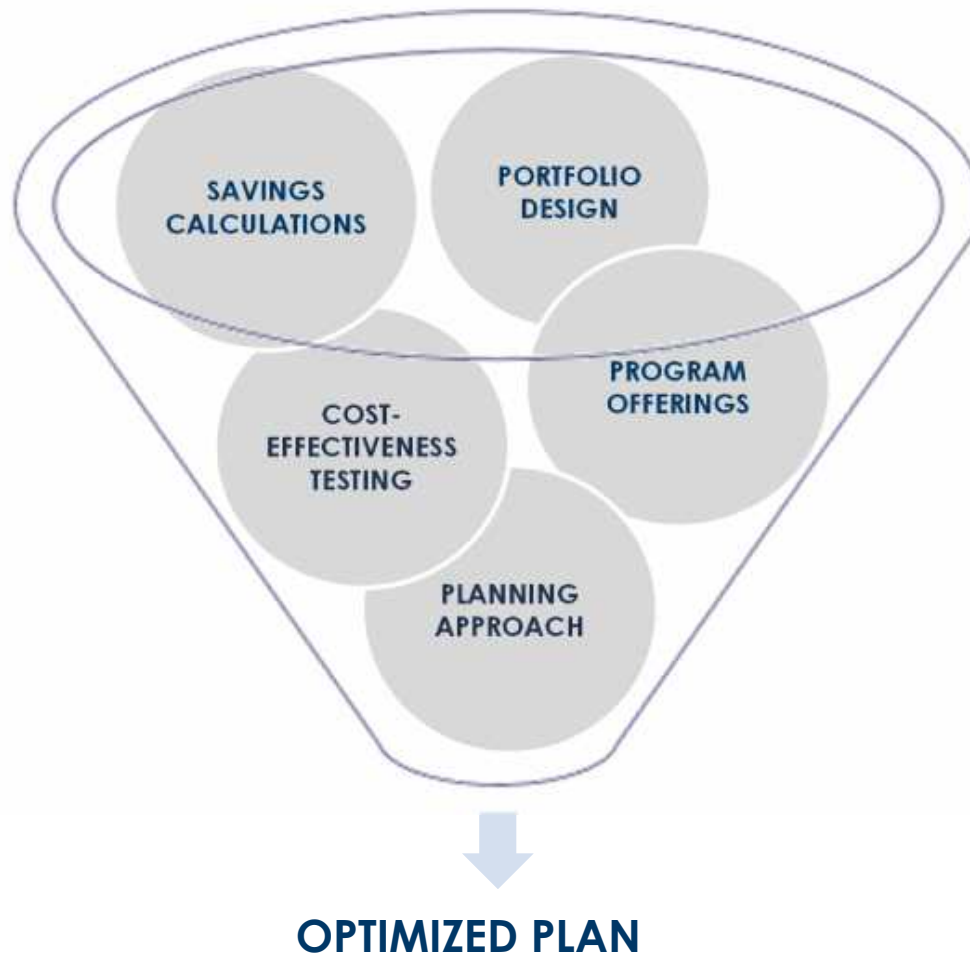 SAVINGS
CALCULATIONS
PORTFOLIO
DESIGN
PROGRAM
OFFERINGS
COST-
EFFECTIVENESS
TESTING
PLANNING
APPROACH
OPTIMIZED PLAN